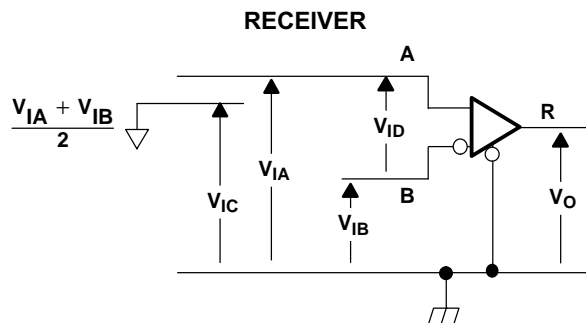 RECEIVER
A
V_IA + V_IB
2
V_ID
R
V_IA
V_IC
B
V_IB
V_O